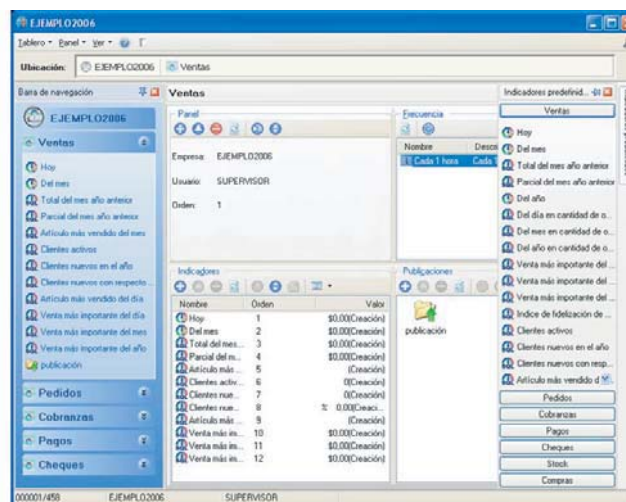 EJEMPLO2006
Tablero Panel Ver
Ubicación: EJEMPLO2006 Ventas
Barra de navegación
EJEMPLO2006
Ventas
Hoy
Del mes
Total del mes año anterior
Parcial del mes año anterior
Artículo más vendido del mes
Clientes activos
Clientes nuevos en el año
Clientes nuevos con respecto ...
Artículo más vendido del día
Venta más importante del día
Venta más importante del mes
Venta más importante del año
publicación
Pedidos
Cobranzas
Pagos
Cheques
Ventas
Panel
Empresa: EJEMPLO2006
Usuario: SUPERVISOR
Orden: 1
Frecuencia
Nombre Descri
Cada 1 hora Cada 1
Indicadores
Nombre Orden Valor
Hoy 1 $0,00(Creación)
Del mes 2 $0,00(Creación)
Total del mes... 3 $0,00(Creación)
Parcial del m... 4 $0,00(Creación)
Artículo más ... 5 (Creación)
Clientes activ... 6 0(Creación)
Clientes nue... 7 0(Creación)
Clientes nue... 8 % 0,00(Creaci...
Artículo más ... 9 (Creación)
Venta más im... 10 $0,00(Creación)
Venta más im... 11 $0,00(Creación)
Venta más im... 12 $0,00(Creación)
Publicaciones
publicación
Indicadores predefinid...
Ventas
Hoy
Del mes
Total del mes año anterior
Parcial del mes año anterior
Del año
Del día en cantidad de o...
Del mes en cantidad de o...
Del año en cantidad de o...
Venta más importante del ...
Venta más importante del ...
Venta más importante del ...
Indice de fidelización de ...
Clientes activos
Clientes nuevos en el año
Clientes nuevos con resp...
Artículo más vendido d
Pedidos
Cobranzas
Pagos
Cheques
Stock
Compras
000001/458 EJEMPLO2006 SUPERVISOR